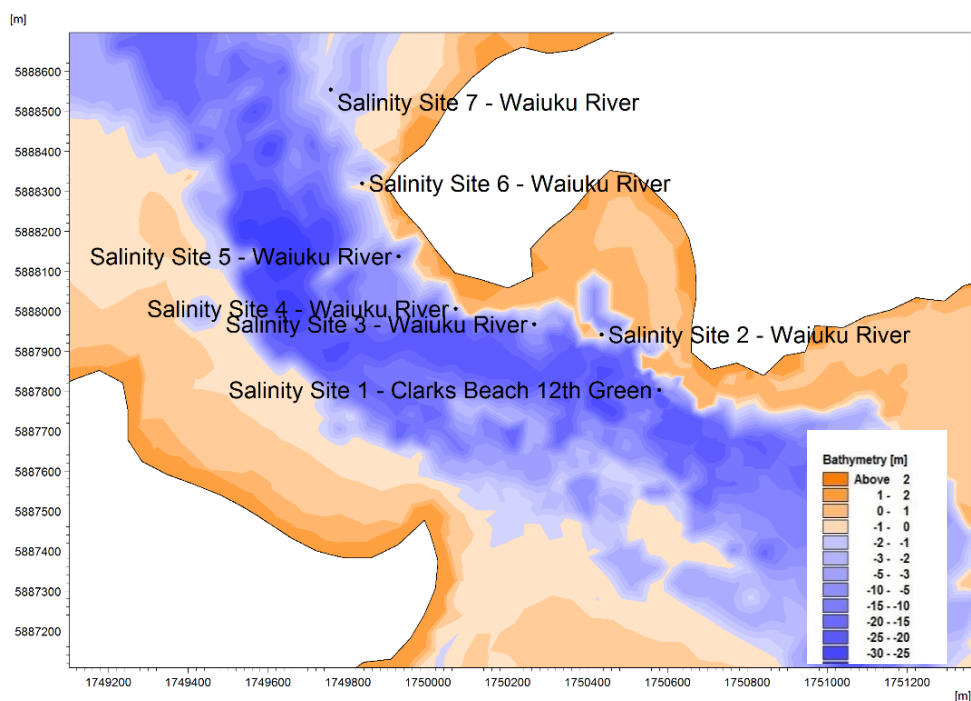 [m]
5888600
5888500
5888400
5888300
5888200
5888100
5888000
5887900
5887800
5887700
5887600
5887500
5887400
5887300
5887200
Salinity Site 7 - Waiuku River
Salinity Site 6 - Waiuku River
Salinity Site 5 - Waiuku River
Salinity Site 4 - Waiuku River
Salinity Site 3 - Waiuku River
Salinity Site 2 - Waiuku River
Salinity Site 1 - Clarks Beach 12th Green
Bathymetry [m]
Above 2
1 - 2
0 - 1
-1 - 0
-2 - -1
-3 - -2
-5 - -3
-10 - -5
-15 - -10
-20 - -15
-25 - -20
-30 - -25
1749200 1749400 1749600 1749800 1750000 1750200 1750400 1750600 1750800 1751000 1751200
[m]